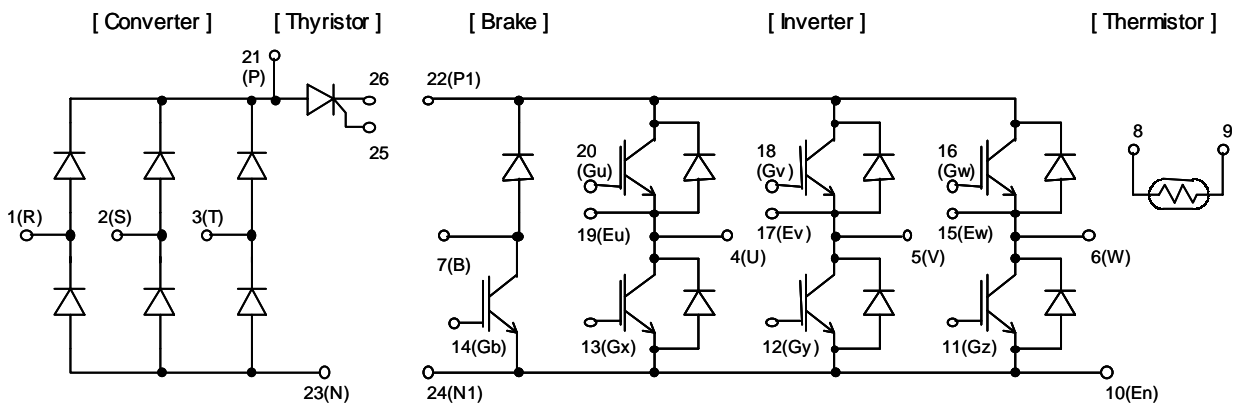 [ Converter ] [ Thyristor ] [ Brake ] [ Inverter ] [ Thermistor ]
21
(P)
26
22(P1)
25
8
9
20
(Gu)
18
(Gv)
16
(Gw)
1(R)
2(S)
3(T)
19(Eu)
17(Ev)
15(Ew)
7(B)
4(U)
5(V)
6(W)
14(Gb)
13(Gx)
12(Gy)
11(Gz)
23(N)
24(N1)
10(En)